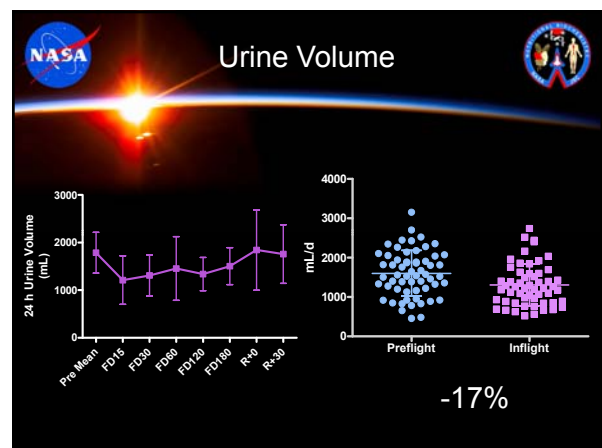 NASA
Urine Volume
24 h Urine Volume
(mL)
3000
2000
1000
0
Pre Mean
FD15
FD30
FD60
FD120
FD180
R+0
R+30
mL/d
4000
3000
2000
1000
0
Preflight
Inflight
-17%